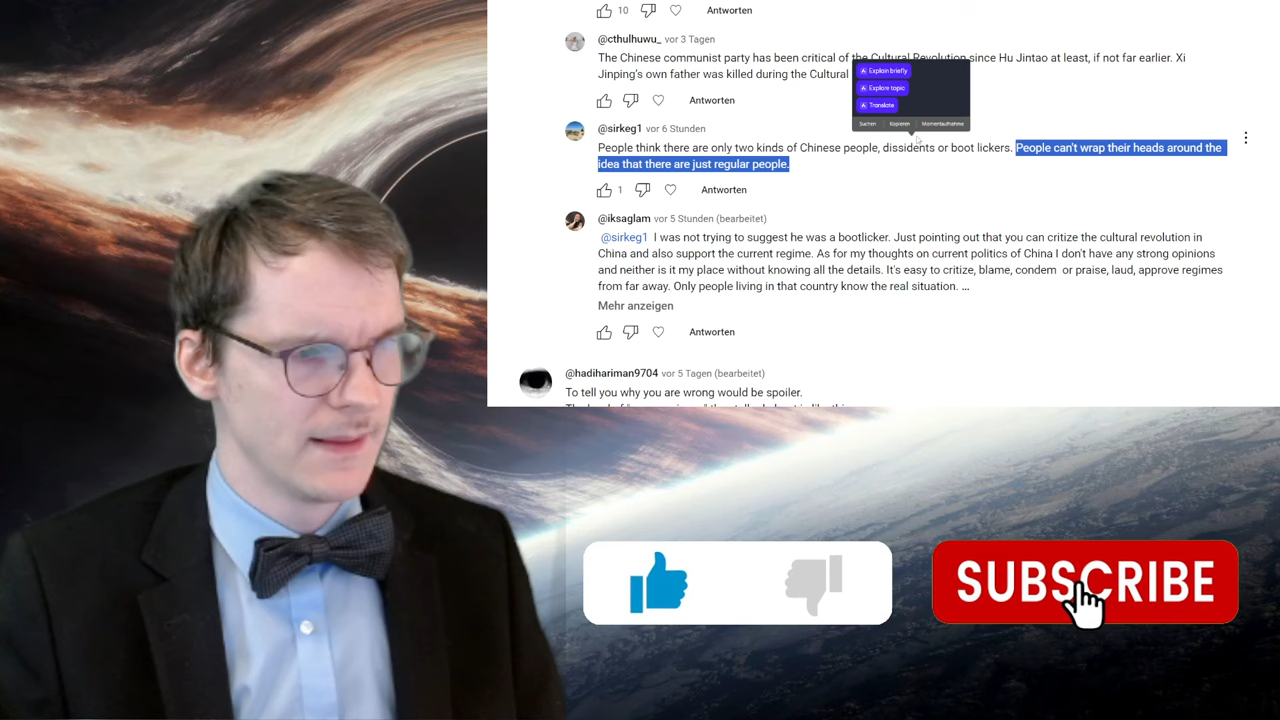 10 Antworten
@cthulhuwu_ vor 3 Tagen
The Chinese communist party has been critical of the Cultural Revolution since Hu Jintao at least, if not far earlier. Xi
Jinping's own father was killed during the Cultural
Explain briefly
Explore topic
Translate
Suchen Kopieren Momentaufnahme
Antworten
@sirkeg1 vor 6 Stunden
People think there are only two kinds of Chinese people, dissidents or boot lickers. People can't wrap their heads around the
idea that there are just regular people.
1 Antworten
@iksaglam vor 5 Stunden (bearbeitet)
@sirkeg1 I was not trying to suggest he was a bootlicker. Just pointing out that you can critize the cultural revolution in
China and also support the current regime. As for my thoughts on current politics of China I don't have any strong opinions
and neither is it my place without knowing all the details. It's easy to critize, blame, condem or praise, laud, approve regimes
from far away. Only people living in that country know the real situation. ...
Mehr anzeigen
Antworten
@hadihariman9704 vor 5 Tagen (bearbeitet)
To tell you why you are wrong would be spoiler.
SUBSCRIBE